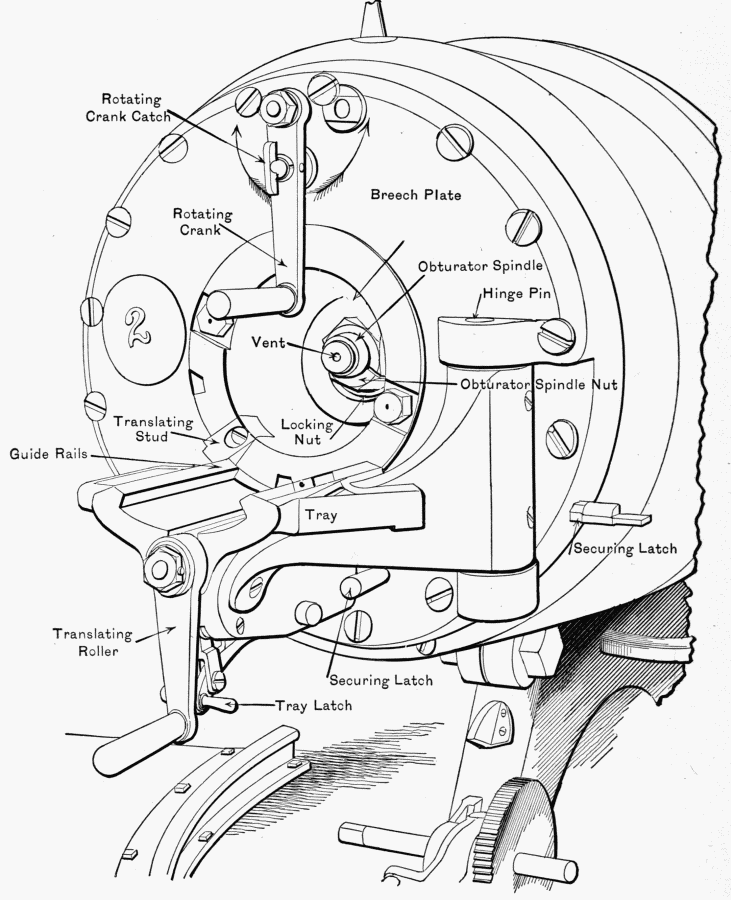 Rotating
Crank Catch
Breech Plate
Rotating
Crank
Obturator Spindle
Hinge Pin
2
Vent
Obturator Spindle Nut
Translating
Stud
Locking
Nut
Guide Rails
Tray
Securing Latch
Translating
Roller
Securing Latch
Tray Latch